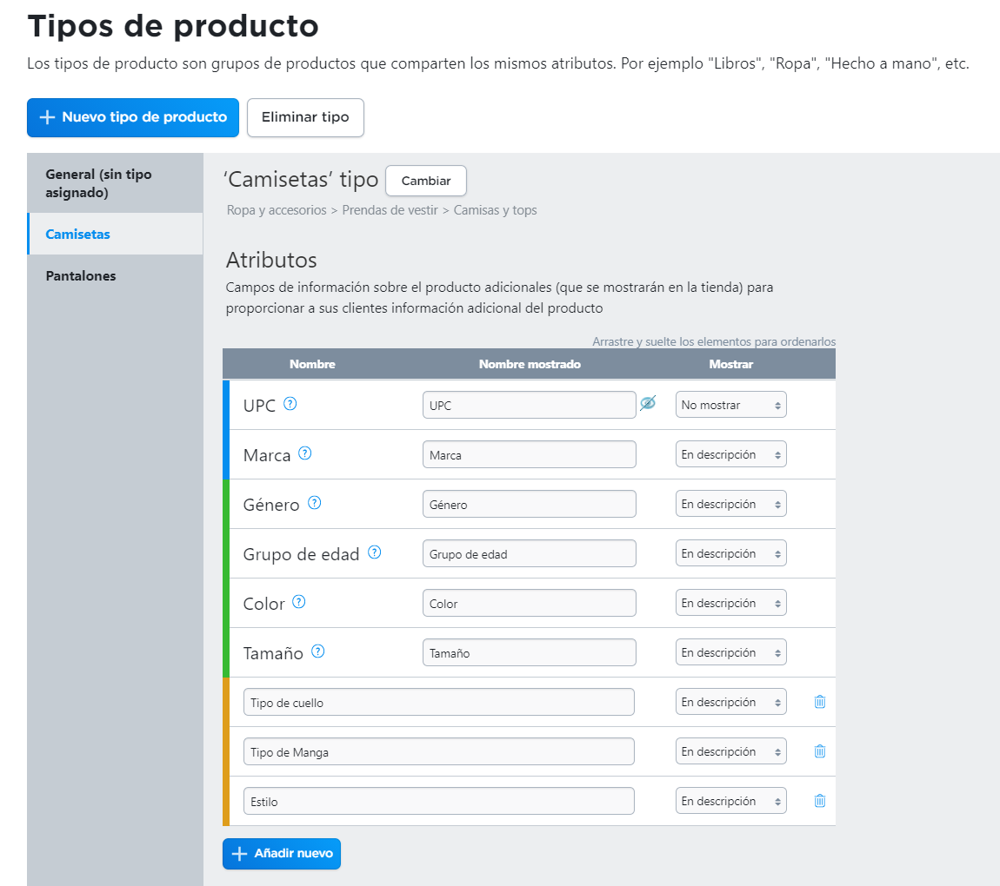 Tipos de producto
Los tipos de producto son grupos de productos que comparten los mismos atributos. Por ejemplo "Libros", "Ropa", "Hecho a mano", etc.
Nuevo tipo de producto
Eliminar tipo
General (sin tipo
asignado)
Camisetas
Pantalones
‘Camisetas’ tipo
Cambiar
Ropa y accesorios > Prendas de vestir > Camisas y tops
Atributos
Campos de información sobre el producto adicionales (que se mostrarán en la tienda) para
proporcionar a sus clientes información adicional del producto
Arrastre y suelte los elementos para ordenarlos
Nombre Nombre mostrado Mostrar
UPC ? UPC No mostrar
Marca ? Marca En descripción
Género ? Género En descripción
Grupo de edad ? Grupo de edad En descripción
Color ? Color En descripción
Tamaño ? Tamaño En descripción
Tipo de cuello En descripción
Tipo de Manga En descripción
Estilo En descripción
Añadir nuevo